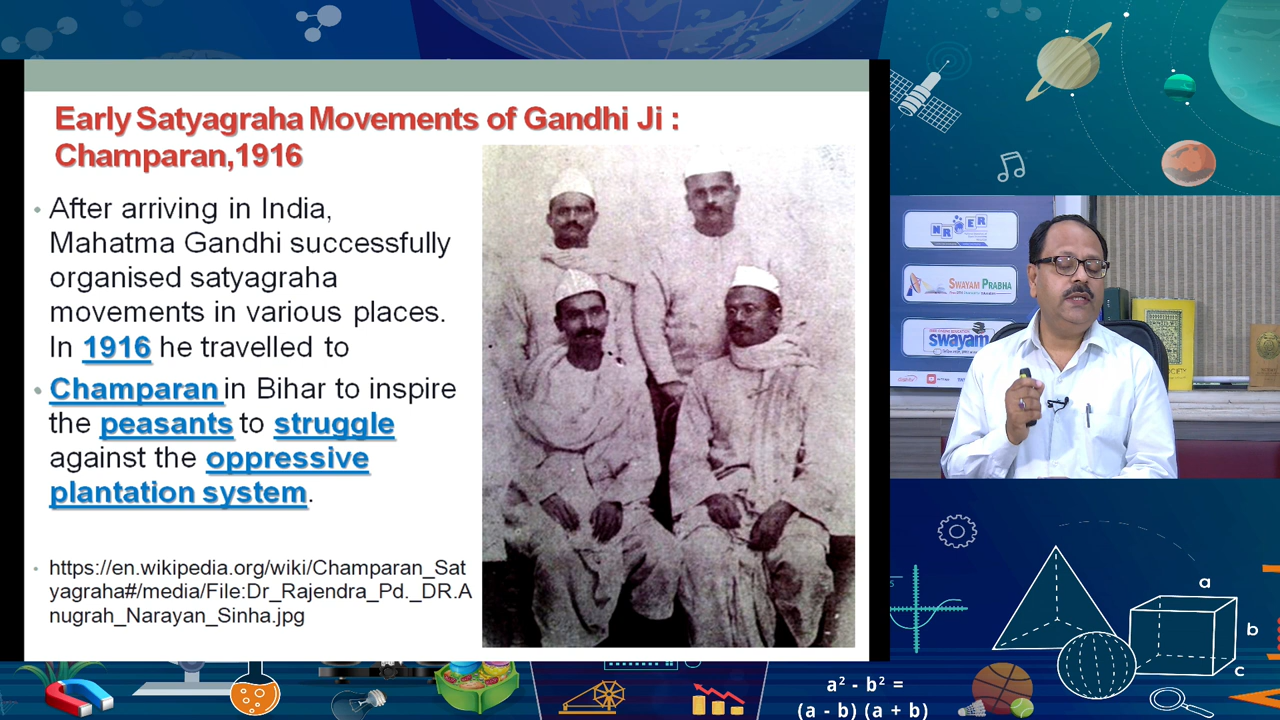 Early Satyagraha Movements of Gandhi Ji :
Champaran,1916
• After arriving in India,
Mahatma Gandhi successfully
organised satyagraha
movements in various places.
In 1916 he travelled to
• Champaran in Bihar to inspire
the peasants to struggle
against the oppressive
plantation system.
• https://en.wikipedia.org/wiki/Champaran_Sat
yagraha#/media/File:Dr_Rajendra_Pd._DR.A
nugrah_Narayan_Sinha.jpg
SWAYAM PRABHA
swayam
a
b
c
a² - b² =
(a - b) (a + b)